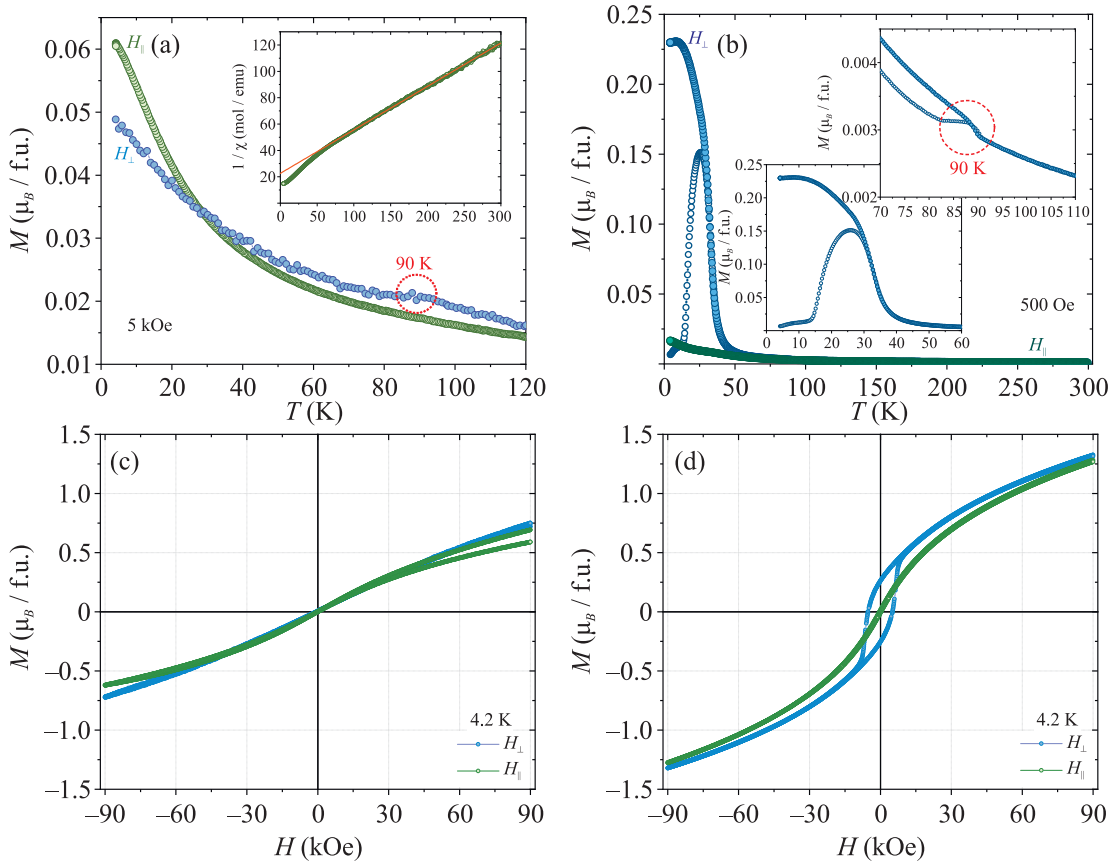 (a)
H∥
H⊥
90 K
5 kOe
M (μB / f.u.)
0.06
0.05
0.04
0.03
0.02
0.01
0 20 40 60 80 100 120
T (K)
1 / χ (mol / emu)
120
100
80
60
40
20
0 50 100 150 200 250 300
(b)
H⊥
H∥
500 Oe
M (μB / f.u.)
0.25
0.20
0.15
0.10
0.05
0 50 100 150 200 250 300
T (K)
M (μB / f.u.)
0.004
0.003
0.002
90 K
70 75 80 85 90 95 100 105 110
M (μB / f.u.)
0.25
0.20
0.15
0.10
0.05
0 10 20 30 40 50 60
(c)
M (μB / f.u.)
1.5
1.0
0.5
0
−0.5
−1.0
−1.5
−90 −60 −30 0 30 60 90
H (kOe)
4.2 K
H⊥
H∥
(d)
M (μB / f.u.)
1.5
1.0
0.5
0
−0.5
−1.0
−1.5
−90 −60 −30 0 30 60 90
H (kOe)
4.2 K
H⊥
H∥